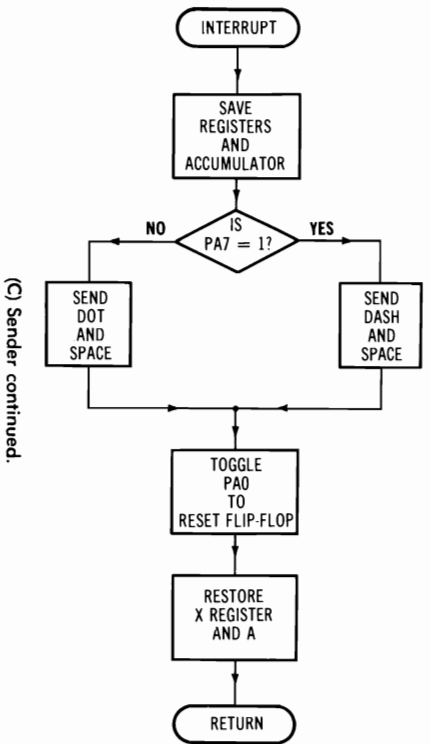 INTERRUPT
SAVE
REGISTERS
AND
ACCUMULATOR
IS
PA7 = 1?
NO
YES
SEND
DOT
AND
SPACE
SEND
DASH
AND
SPACE
TOGGLE
PA0
TO
RESET FLIP-FLOP
RESTORE
X REGISTER
AND A
RETURN
(C) Sender continued.